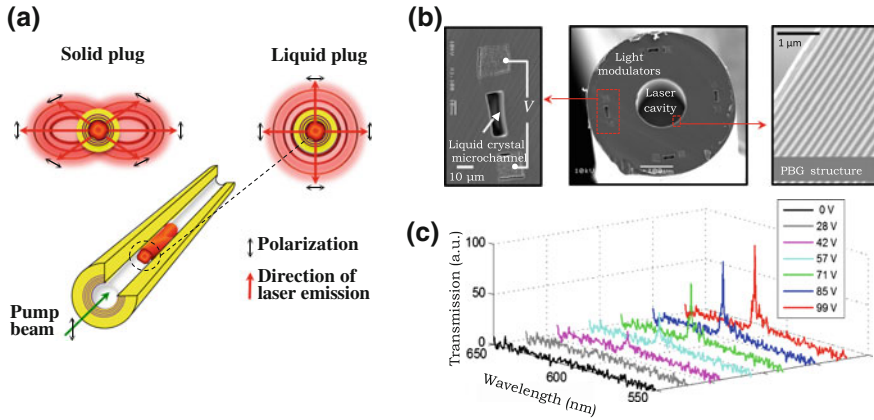 (a)
Solid plug
Liquid plug
Polarization
Direction of
laser emission
Pump
beam
(b)
V
Liquid crystal
microchannel
10 µm
Light
modulators
Laser
cavity
100µm
1 µm
PBG structure
(c)
Transmission (a.u.)
100
50
0
650
600
550
Wavelength (nm)
0 V
28 V
42 V
57 V
71 V
85 V
99 V